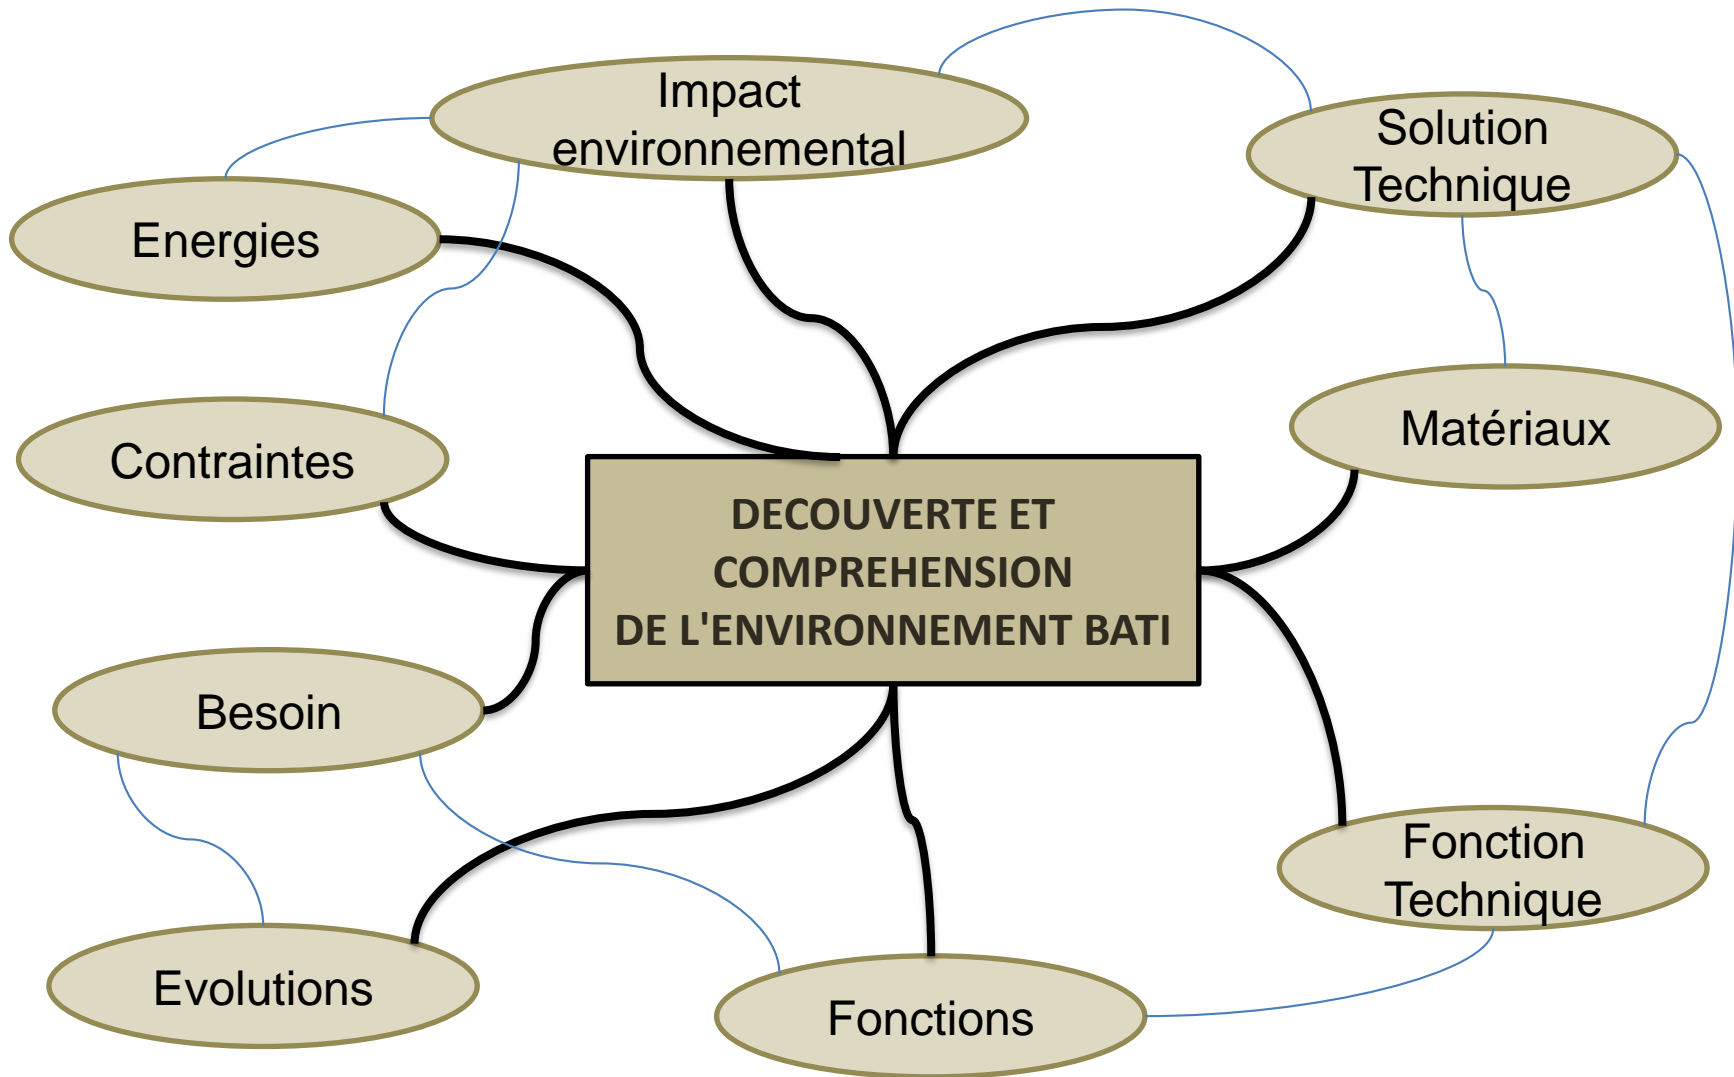 Impact
environnemental
Solution
Technique
Energies
Matériaux
Contraintes
DECOUVERTE ET
COMPREHENSION
DE L'ENVIRONNEMENT BATI
Besoin
Fonction
Technique
Evolutions
Fonctions